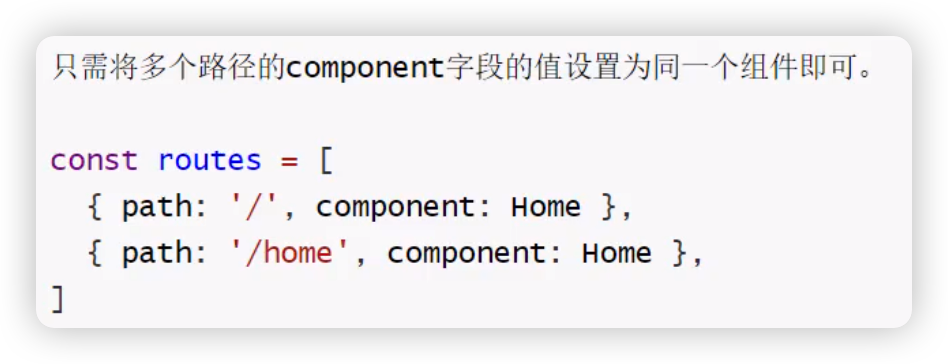 只需将多个路径的component字段的值设置为同一个组件即可。
const routes = [
  { path: '/', component: Home },
  { path: '/home', component: Home },
]